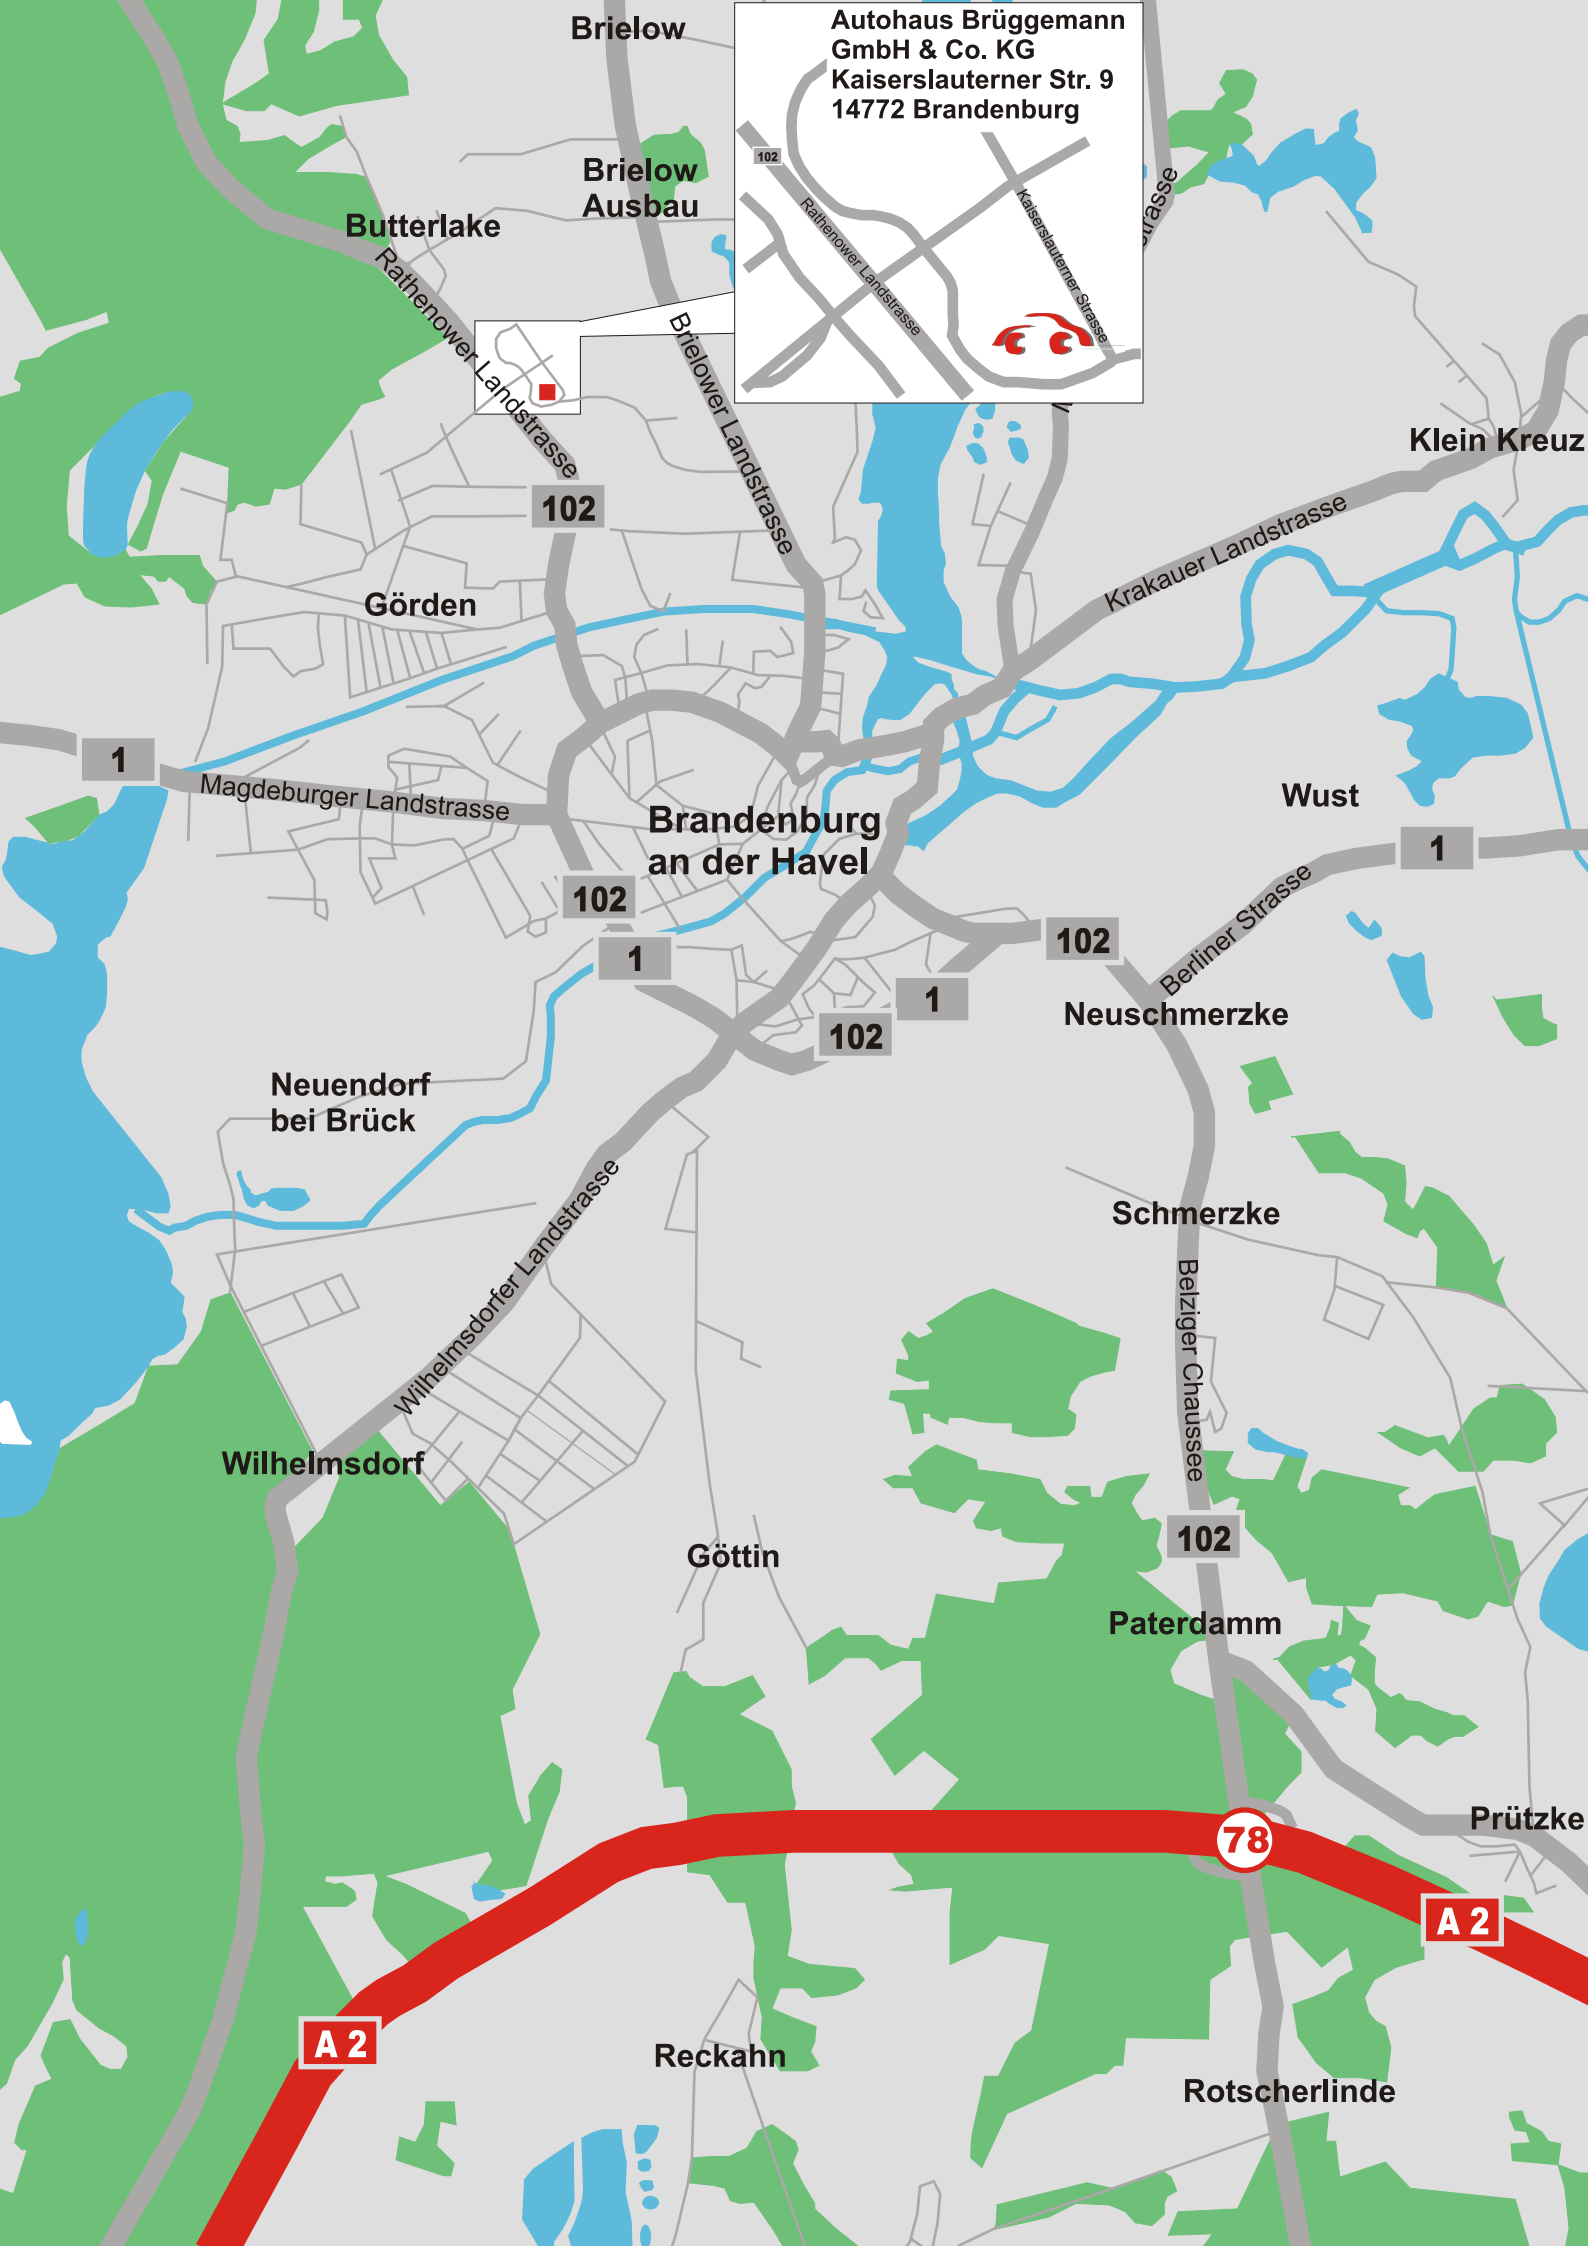 Brielow
Autohaus Brüggemann
GmbH & Co. KG
Kaiserslauterner Str. 9
14772 Brandenburg
102
Rathenower Landstrasse
Kaiserslauterner Strasse
Brielow
Ausbau
Butterlake
Rathenower Landstrasse
Brielower Landstrasse
strasse
Klein Kreuz
102
Krakauer Landstrasse
Görden
1
Magdeburger Landstrasse
Brandenburg
an der Havel
Wust
1
102
Berliner Strasse
102
1
1
102
Neuschmerzke
Neuendorf
bei Brück
Wilhelmsdorfer Landstrasse
Schmerzke
Belziger Chaussee
Wilhelmsdorf
102
Göttin
Paterdamm
Prützke
78
A 2
A 2
Reckahn
Rotscherlinde